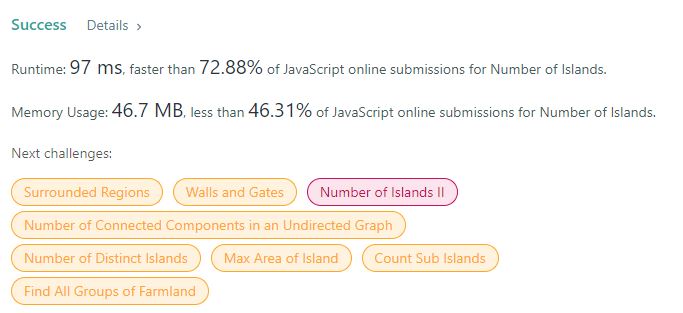 Success Details >
Runtime: 97 ms, faster than 72.88% of JavaScript online submissions for Number of Islands.
Memory Usage: 46.7 MB, less than 46.31% of JavaScript online submissions for Number of Islands.
Next challenges:
Surrounded Regions Walls and Gates Number of Islands II
Number of Connected Components in an Undirected Graph
Number of Distinct Islands Max Area of Island Count Sub Islands
Find All Groups of Farmland